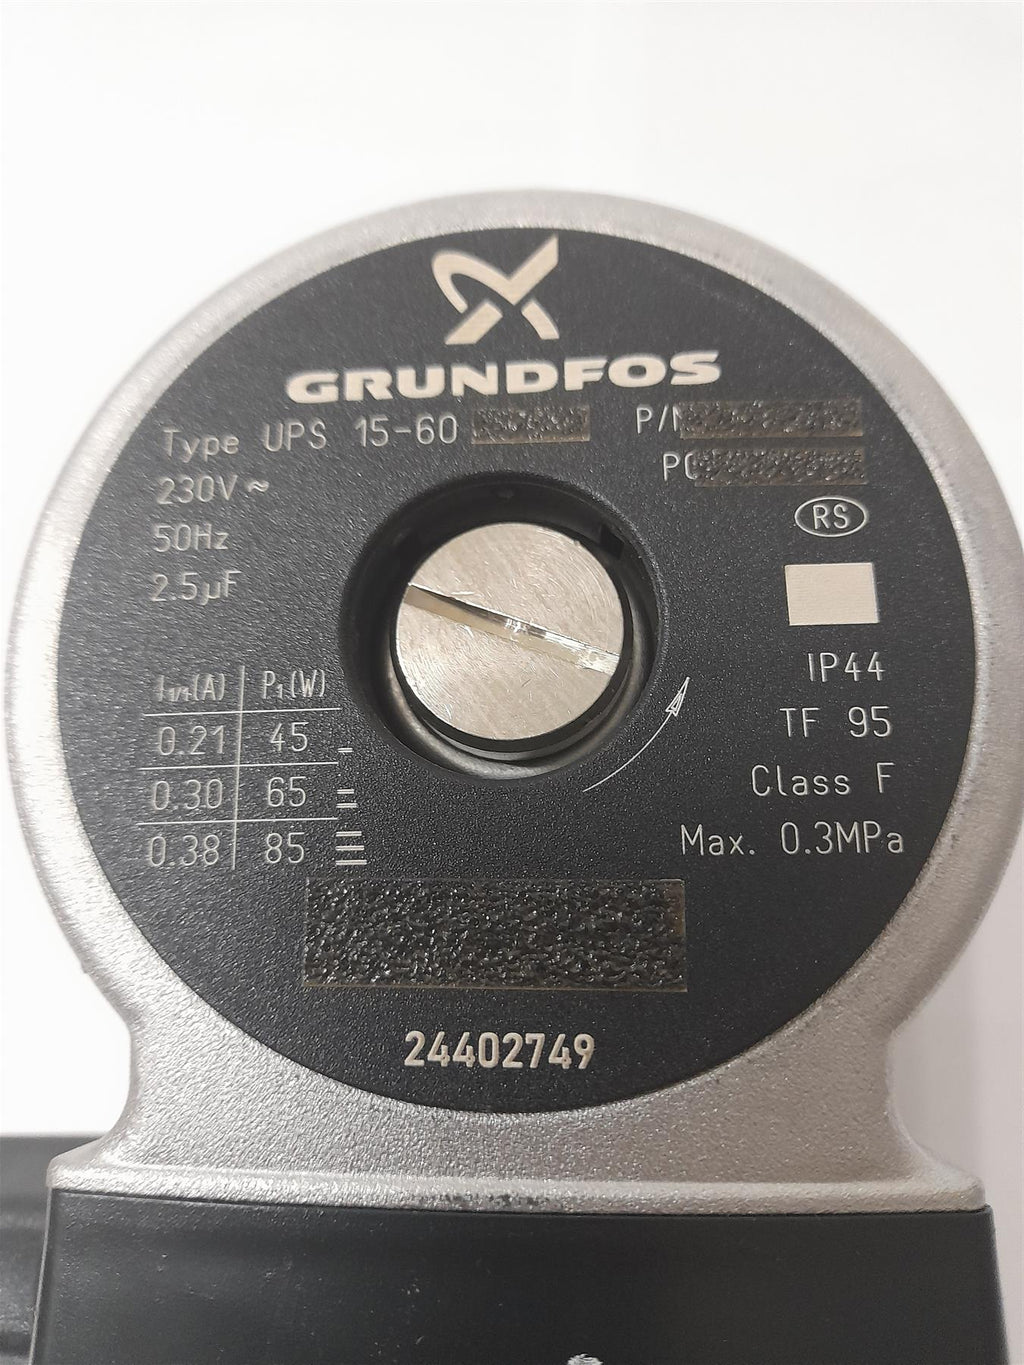 GRUNDFOS
Type UPS 15-60
230V ~
50Hz
2.5µF
P/
P
RS
IP44
TF 95
Class F
Max. 0.3MPa
I₁/₁(A) P₁(W)
0.21 45
0.30 65
0.38 85
24402749